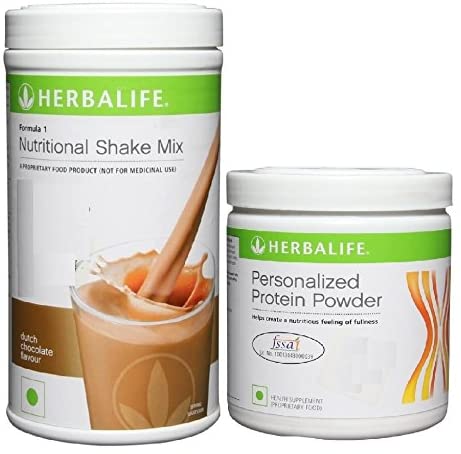 HERBALIFE®
Formula 1
Nutritional Shake Mix
A PROPRIETARY FOOD PRODUCT (NOT FOR MEDICINAL USE)
dutch
chocolate
flavour
HERBALIFE®
Personalized
Protein Powder
Helps create a nutritious feeling of fullness
fssai
HEALTH SUPPLEMENT
(PROPRIETARY FOOD)